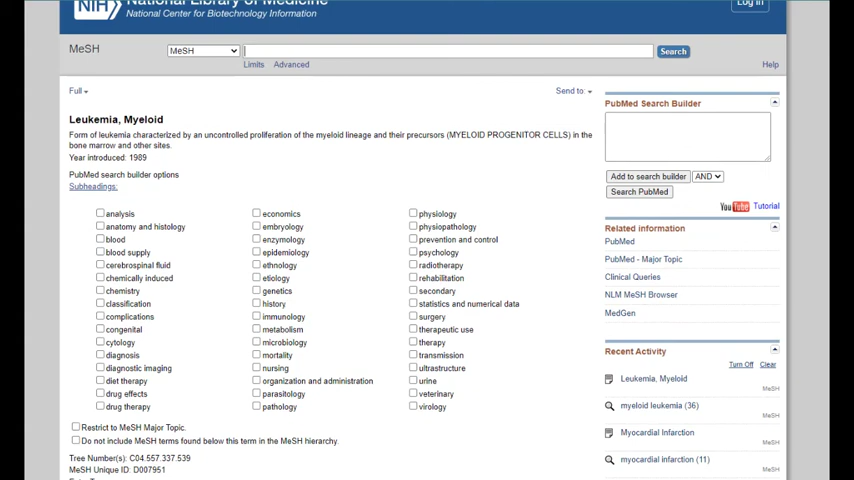 NIH National Library of Medicine
National Center for Biotechnology Information
Log in
MeSH
MeSH
Search
Limits Advanced
Help
Full
Send to:
Leukemia, Myeloid
Form of leukemia characterized by an uncontrolled proliferation of the myeloid lineage and their precursors (MYELOID PROGENITOR CELLS) in the
bone marrow and other sites.
Year introduced: 1989
PubMed search builder options
Subheadings:
analysis
anatomy and histology
blood
blood supply
cerebrospinal fluid
chemically induced
chemistry
classification
complications
congenital
cytology
diagnosis
diagnostic imaging
diet therapy
drug effects
drug therapy
economics
embryology
enzymology
epidemiology
ethnology
etiology
genetics
history
immunology
metabolism
microbiology
mortality
nursing
organization and administration
parasitology
pathology
physiology
physiopathology
prevention and control
psychology
radiotherapy
rehabilitation
secondary
statistics and numerical data
surgery
therapeutic use
therapy
transmission
ultrastructure
urine
veterinary
virology
Restrict to MeSH Major Topic.
Do not include MeSH terms found below this term in the MeSH hierarchy.
Tree Number(s): C04.557.337.539
MeSH Unique ID: D007951
PubMed Search Builder
Add to search builder AND
Search PubMed
YouTube Tutorial
Related information
PubMed
PubMed - Major Topic
Clinical Queries
NLM MeSH Browser
MedGen
Recent Activity
Turn Off Clear
Leukemia, Myeloid
MeSH
myeloid leukemia (36)
MeSH
Myocardial Infarction
MeSH
myocardial infarction (11)
MeSH